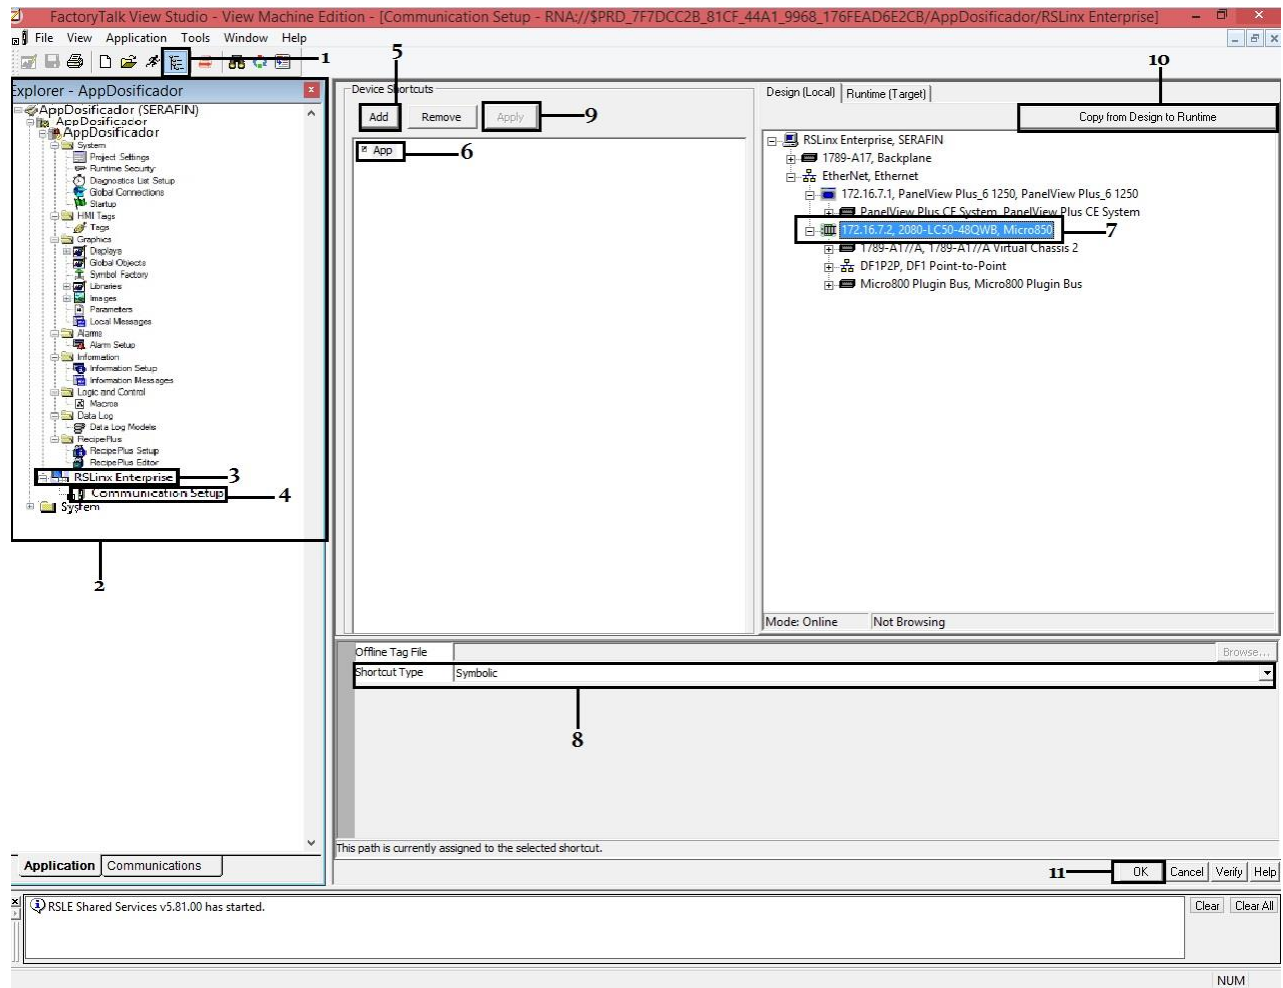 FactoryTalk View Studio - View Machine Edition - [Communication Setup - RNA://$PRD_7F7DCC2B_81CF_44A1_9968_176FEAD6E2CB/AppDosificador/RSLinx Enterprise]
File View Application Tools Window Help
1
5
10
Explorer - AppDosificador
AppDosificador (SERAFIN)
AppDosificador
AppDosificador
System
Project Settings
Runtime Security
Diagnostics List Setup
Global Connections
Startup
HMI Tags
Tags
Graphics
Displays
Global Objects
Symbol Factory
Libraries
Images
Parameters
Local Messages
Alarms
Alarm Setup
Information
Information Setup
Information Messages
Logic and Control
Macros
Data Log
Data Log Models
RecipePlus
RecipePlus Setup
RecipePlus Editor
RSLinx Enterprise
3
Communication Setup
4
System
2
Application Communications
Device Shortcuts
Add Remove Apply
9
App
6
Design (Local) Runtime (Target)
Copy from Design to Runtime
RSLinx Enterprise, SERAFIN
1789-A17, Backplane
EtherNet, Ethernet
172.16.7.1, PanelView Plus_6 1250, PanelView Plus_6 1250
PanelView Plus CE System, PanelView Plus CE System
172.16.7.2, 2080-LC50-48QWB, Micro850
7
1789-A17/A, 1789-A17/A Virtual Chassis 2
DF1P2P, DF1 Point-to-Point
Micro800 Plugin Bus, Micro800 Plugin Bus
Mode: Online Not Browsing
Offline Tag File Browse...
Shortcut Type Symbolic
8
This path is currently assigned to the selected shortcut.
11
OK Cancel Verify Help
RSLE Shared Services v5.81.00 has started.
Clear Clear All
NUM